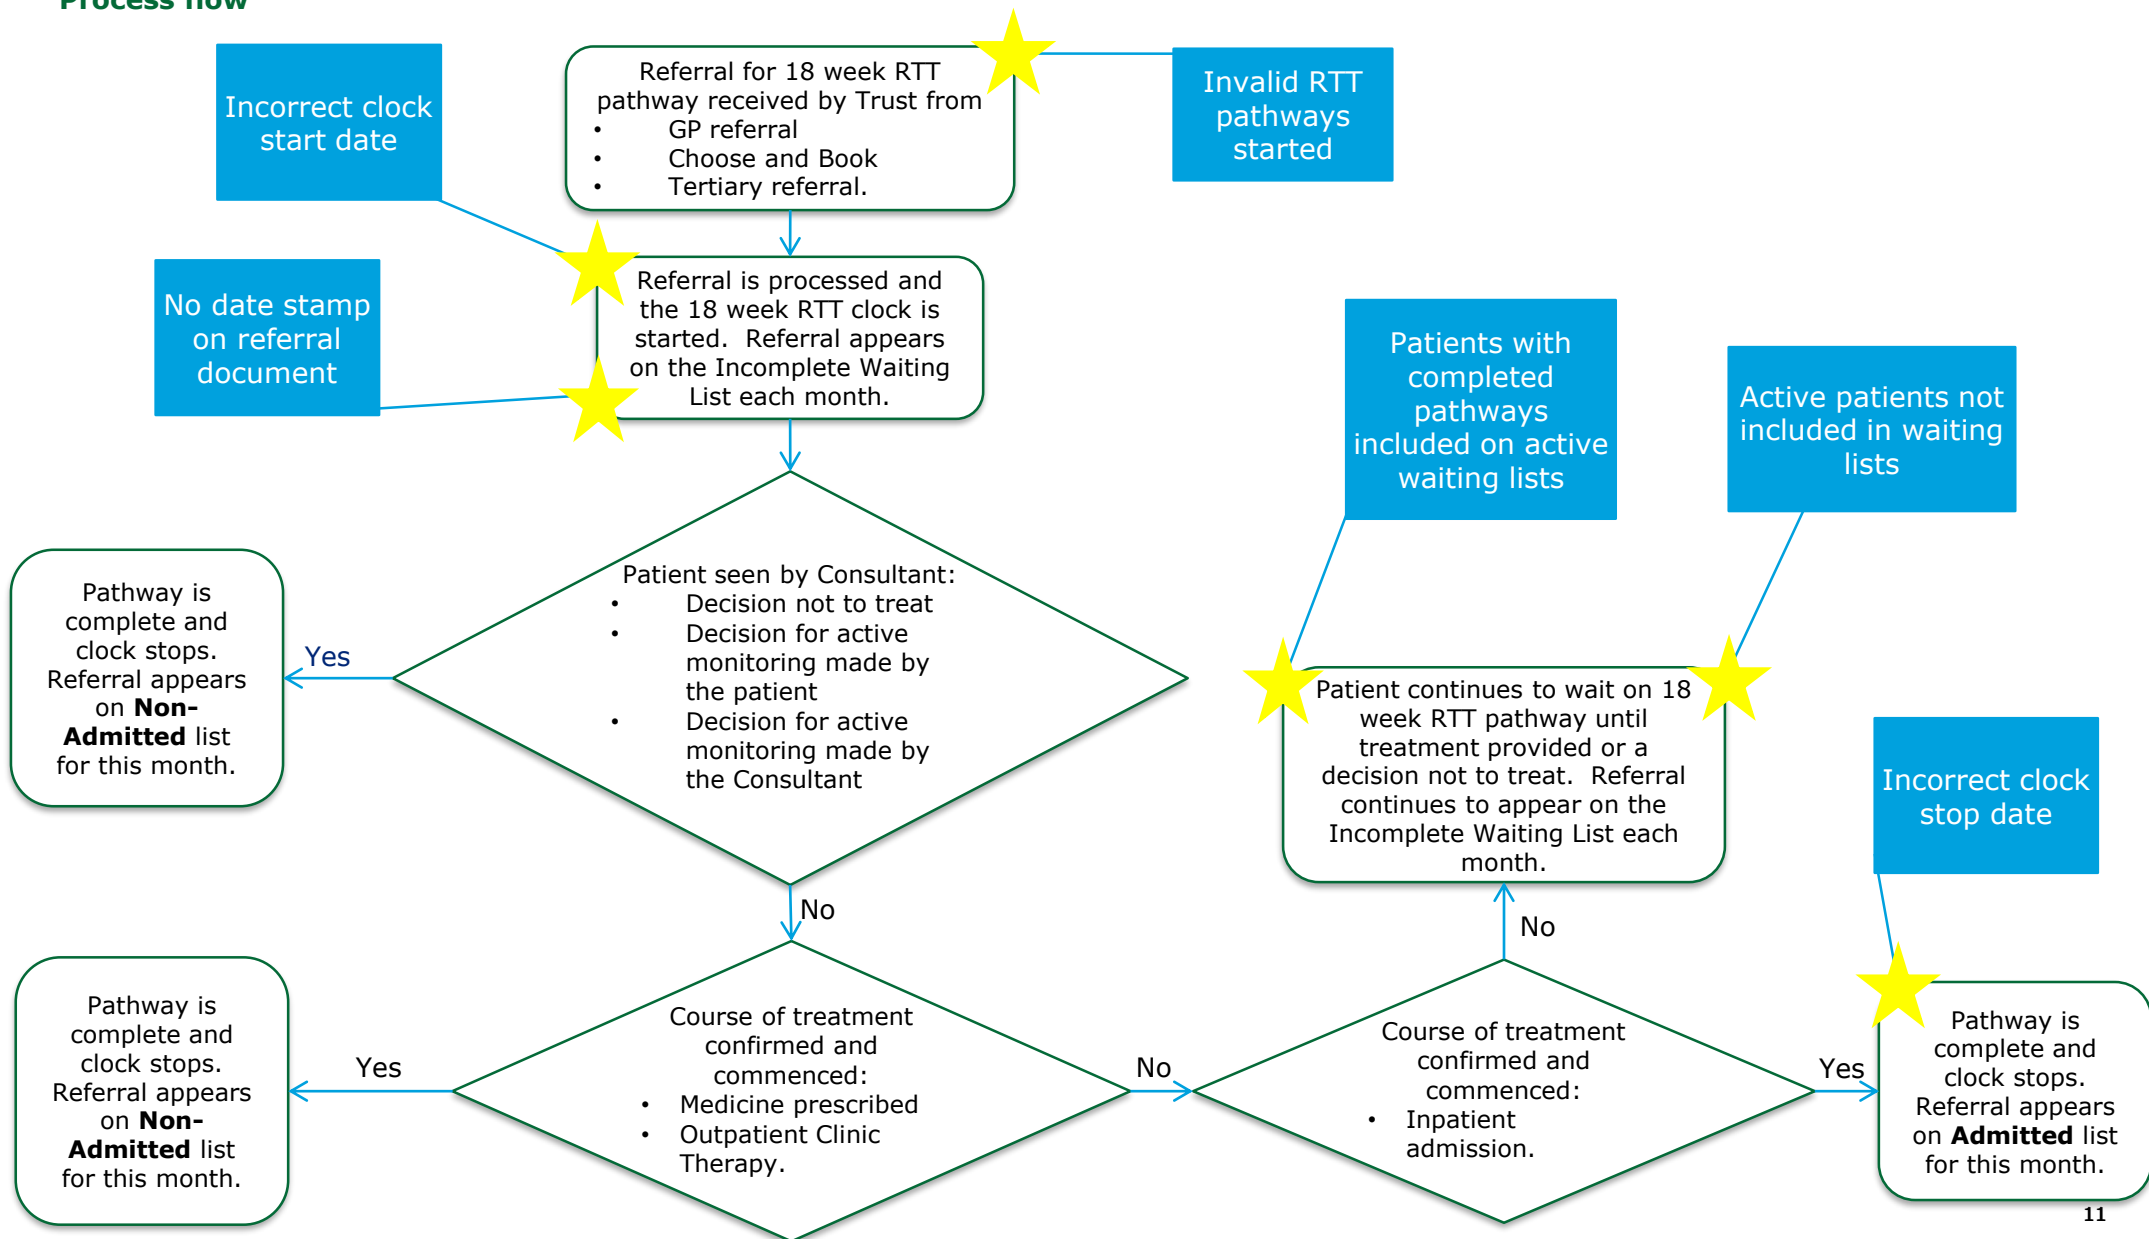 Process flow
Referral for 18 week RTT
pathway received by Trust from
• GP referral
• Choose and Book
• Tertiary referral.
Incorrect clock
start date
Invalid RTT
pathways
started
No date stamp
on referral
document
Referral is processed and
the 18 week RTT clock is
started. Referral appears
on the Incomplete Waiting
List each month.
Patients with
completed
pathways
included on active
waiting lists
Active patients not
included in waiting
lists
Pathway is
complete and
clock stops.
Referral appears
on Non-
Admitted list
for this month.
Yes
Patient seen by Consultant:
• Decision not to treat
• Decision for active
monitoring made by
the patient
• Decision for active
monitoring made by
the Consultant
Patient continues to wait on 18
week RTT pathway until
treatment provided or a
decision not to treat. Referral
continues to appear on the
Incomplete Waiting List each
month.
Incorrect clock
stop date
No
No
Pathway is
complete and
clock stops.
Referral appears
on Non-
Admitted list
for this month.
Yes
Course of treatment
confirmed and
commenced:
• Medicine prescribed
• Outpatient Clinic
Therapy.
No
Course of treatment
confirmed and
commenced:
• Inpatient
admission.
Yes
Pathway is
complete and
clock stops.
Referral appears
on Admitted list
for this month.
11